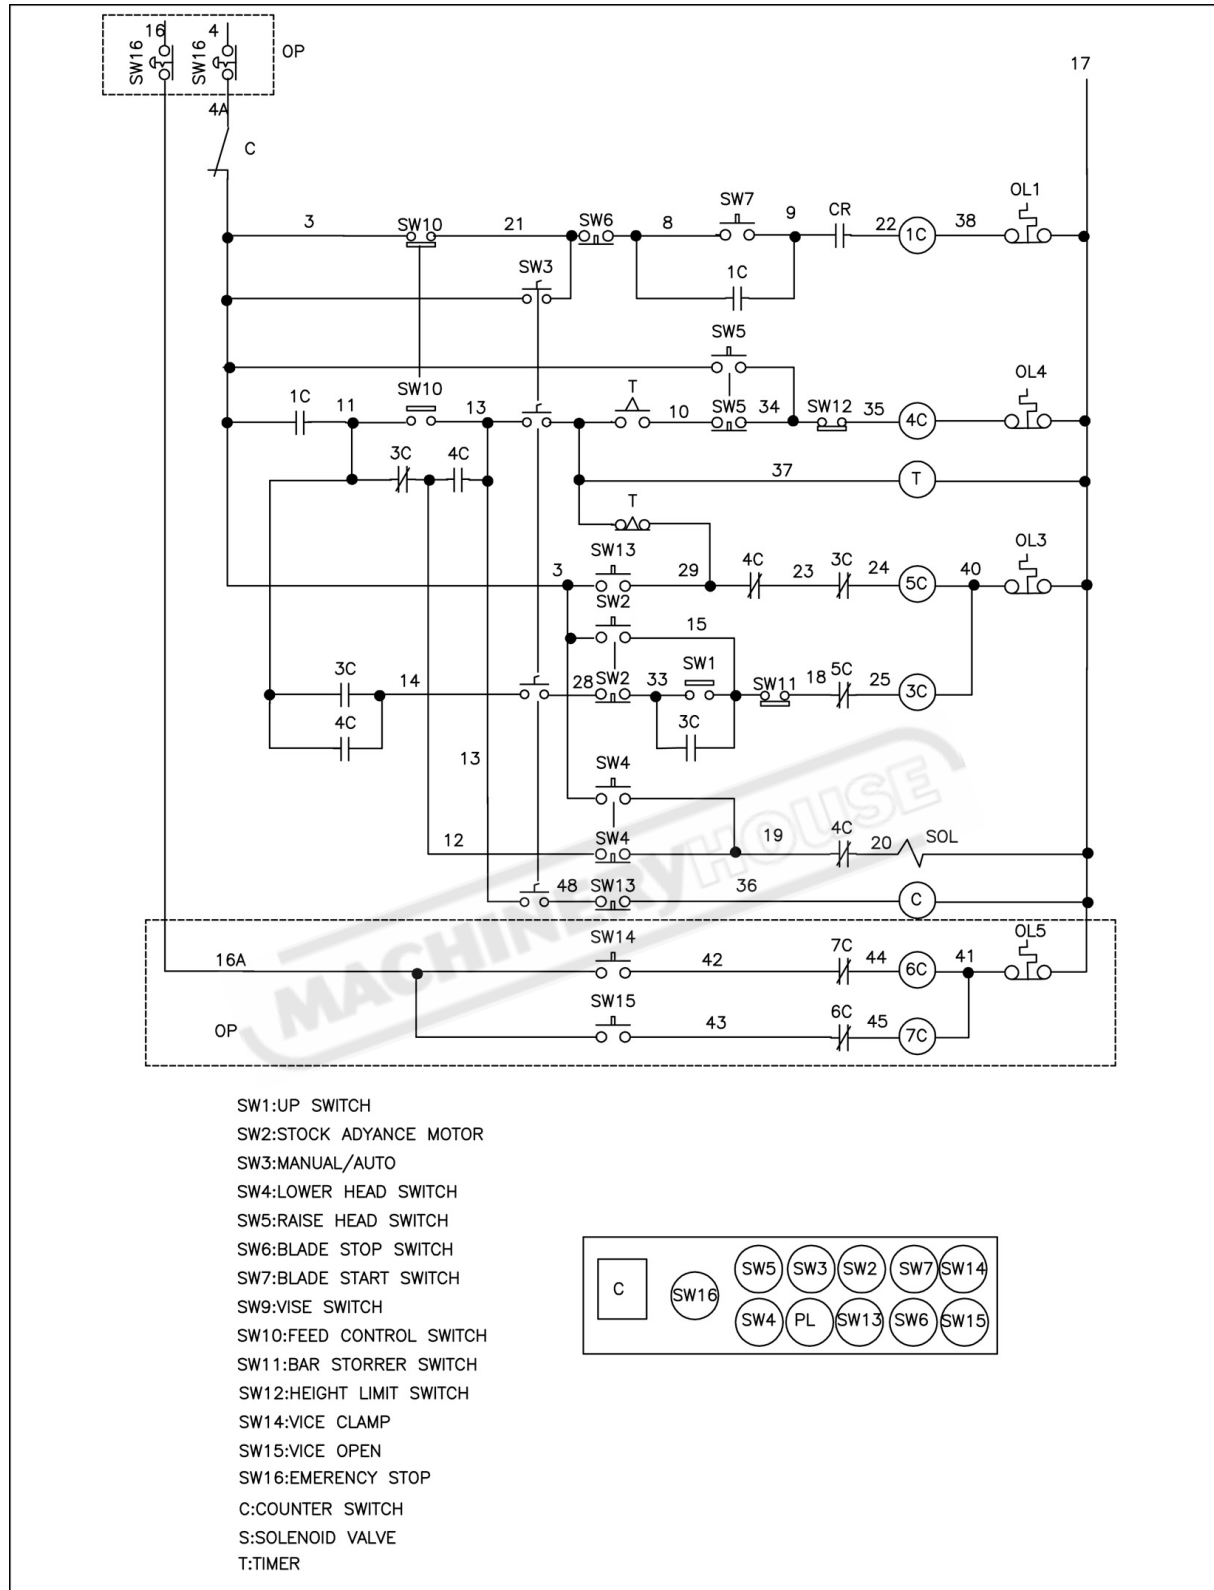 16 4
SW16 SW16 OP
17
4A
C
OL1
SW7
3 SW10 21 SW6 8 9 CR 22 1C 38
SW3 1C
SW5
OL4
1C 11 SW10 13 T 10 SW5 34 SW12 35 4C
3C 4C 37 T
T
OL3
3 SW13 29 4C 23 3C 24 5C 40
SW2 15
3C 14 28 SW2 33 SW1 SW11 18 5C 25 3C
4C 3C
13 SW4
12 SW4 19 4C 20 SOL
48 SW13 36 C
MACHINERYHOUSE
OL5
16A SW14 42 7C 44 6C 41
OP SW15 43 6C 45 7C
SW1:UP SWITCH
SW2:STOCK ADYANCE MOTOR
SW3:MANUAL/AUTO
SW4:LOWER HEAD SWITCH
SW5:RAISE HEAD SWITCH
SW6:BLADE STOP SWITCH
SW7:BLADE START SWITCH
SW9:VISE SWITCH
SW10:FEED CONTROL SWITCH
SW11:BAR STORRER SWITCH
SW12:HEIGHT LIMIT SWITCH
SW14:VICE CLAMP
SW15:VICE OPEN
SW16:EMERENCY STOP
C:COUNTER SWITCH
S:SOLENOID VALVE
T:TIMER
C SW16
SW5 SW3 SW2 SW7 SW14
SW4 PL SW13 SW6 SW15